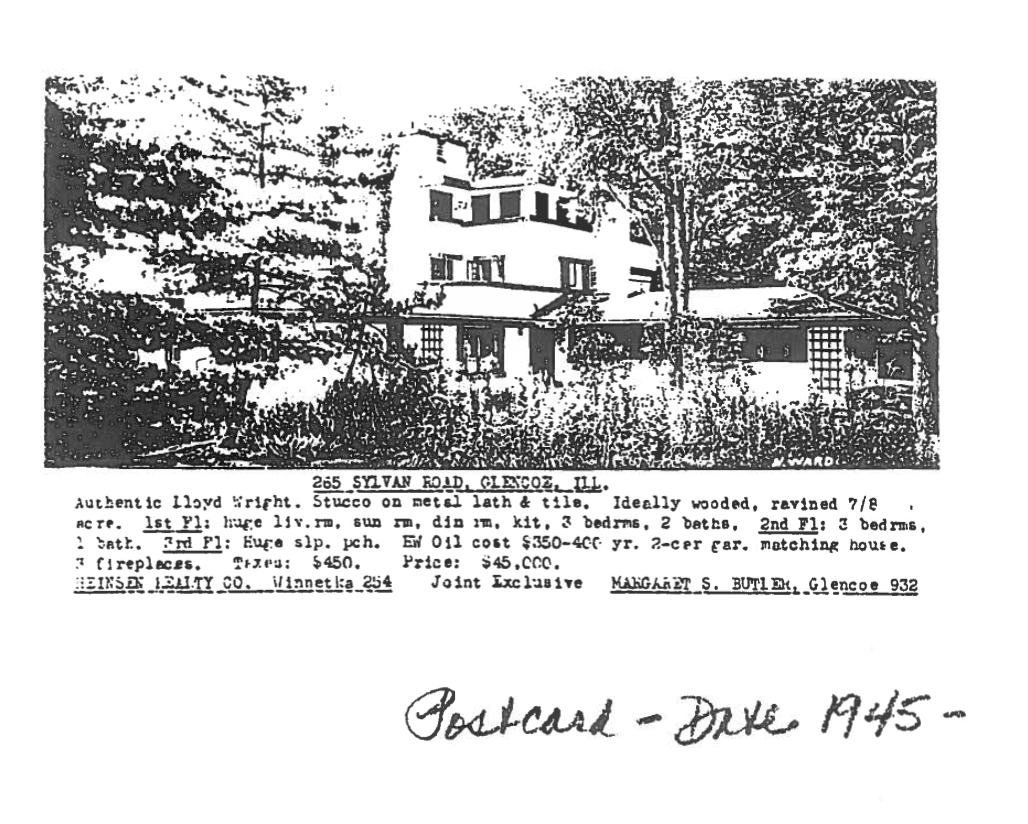 N. WARD
265 SYLVAN ROAD, GLENCOE, ILL.
Authentic Lloyd Wright. Stucco on metal lath & tile. Ideally wooded, ravined 7/8
acre. 1st Fl: huge liv.rm, sun rm, din rm, kit, 3 bedrms, 2 baths. 2nd Fl: 3 bedrms,
1 bath. 3rd Fl: Huge slp. pch. EW Oil cost $350-400 yr. 2-car gar. matching house.
3 fireplaces. Taxes: $450. Price: $45,000.
HEINSEN REALTY CO. Winnetka 254 Joint Exclusive MARGARET S. BUTLER, Glencoe 932
Postcard - Date 1945 -